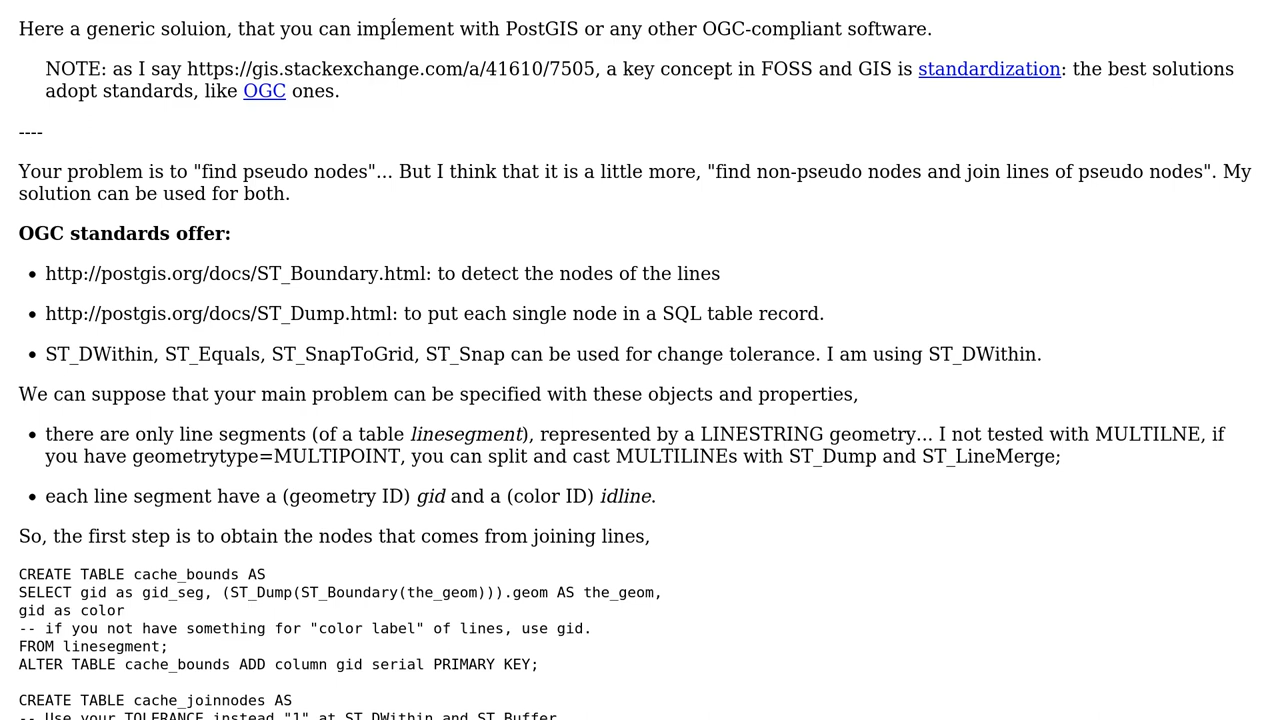 Here a generic soluion, that you can impĺement with PostGIS or any other OGC-compliant software.
NOTE: as I say https://gis.stackexchange.com/a/41610/7505, a key concept in FOSS and GIS is standardization: the best solutions
adopt standards, like OGC ones.
----
Your problem is to "find pseudo nodes"... But I think that it is a little more, "find non-pseudo nodes and join lines of pseudo nodes". My
solution can be used for both.
OGC standards offer:
• http://postgis.org/docs/ST_Boundary.html: to detect the nodes of the lines
• http://postgis.org/docs/ST_Dump.html: to put each single node in a SQL table record.
• ST_DWithin, ST_Equals, ST_SnapToGrid, ST_Snap can be used for change tolerance. I am using ST_DWithin.
We can suppose that your main problem can be specified with these objects and properties,
• there are only line segments (of a table linesegment), represented by a LINESTRING geometry... I not tested with MULTILNE, if
you have geometrytype=MULTIPOINT, you can split and cast MULTILINEs with ST_Dump and ST_LineMerge;
• each line segment have a (geometry ID) gid and a (color ID) idline.
So, the first step is to obtain the nodes that comes from joining lines,
CREATE TABLE cache_bounds AS
SELECT gid as gid_seg, (ST_Dump(ST_Boundary(the_geom))).geom AS the_geom,
gid as color
-- if you not have something for "color label" of lines, use gid.
FROM linesegment;
ALTER TABLE cache_bounds ADD column gid serial PRIMARY KEY;
CREATE TABLE cache_joinnodes AS
-- Use your TOLERANCE instead "1" at ST_DWithin and ST_Buffer.